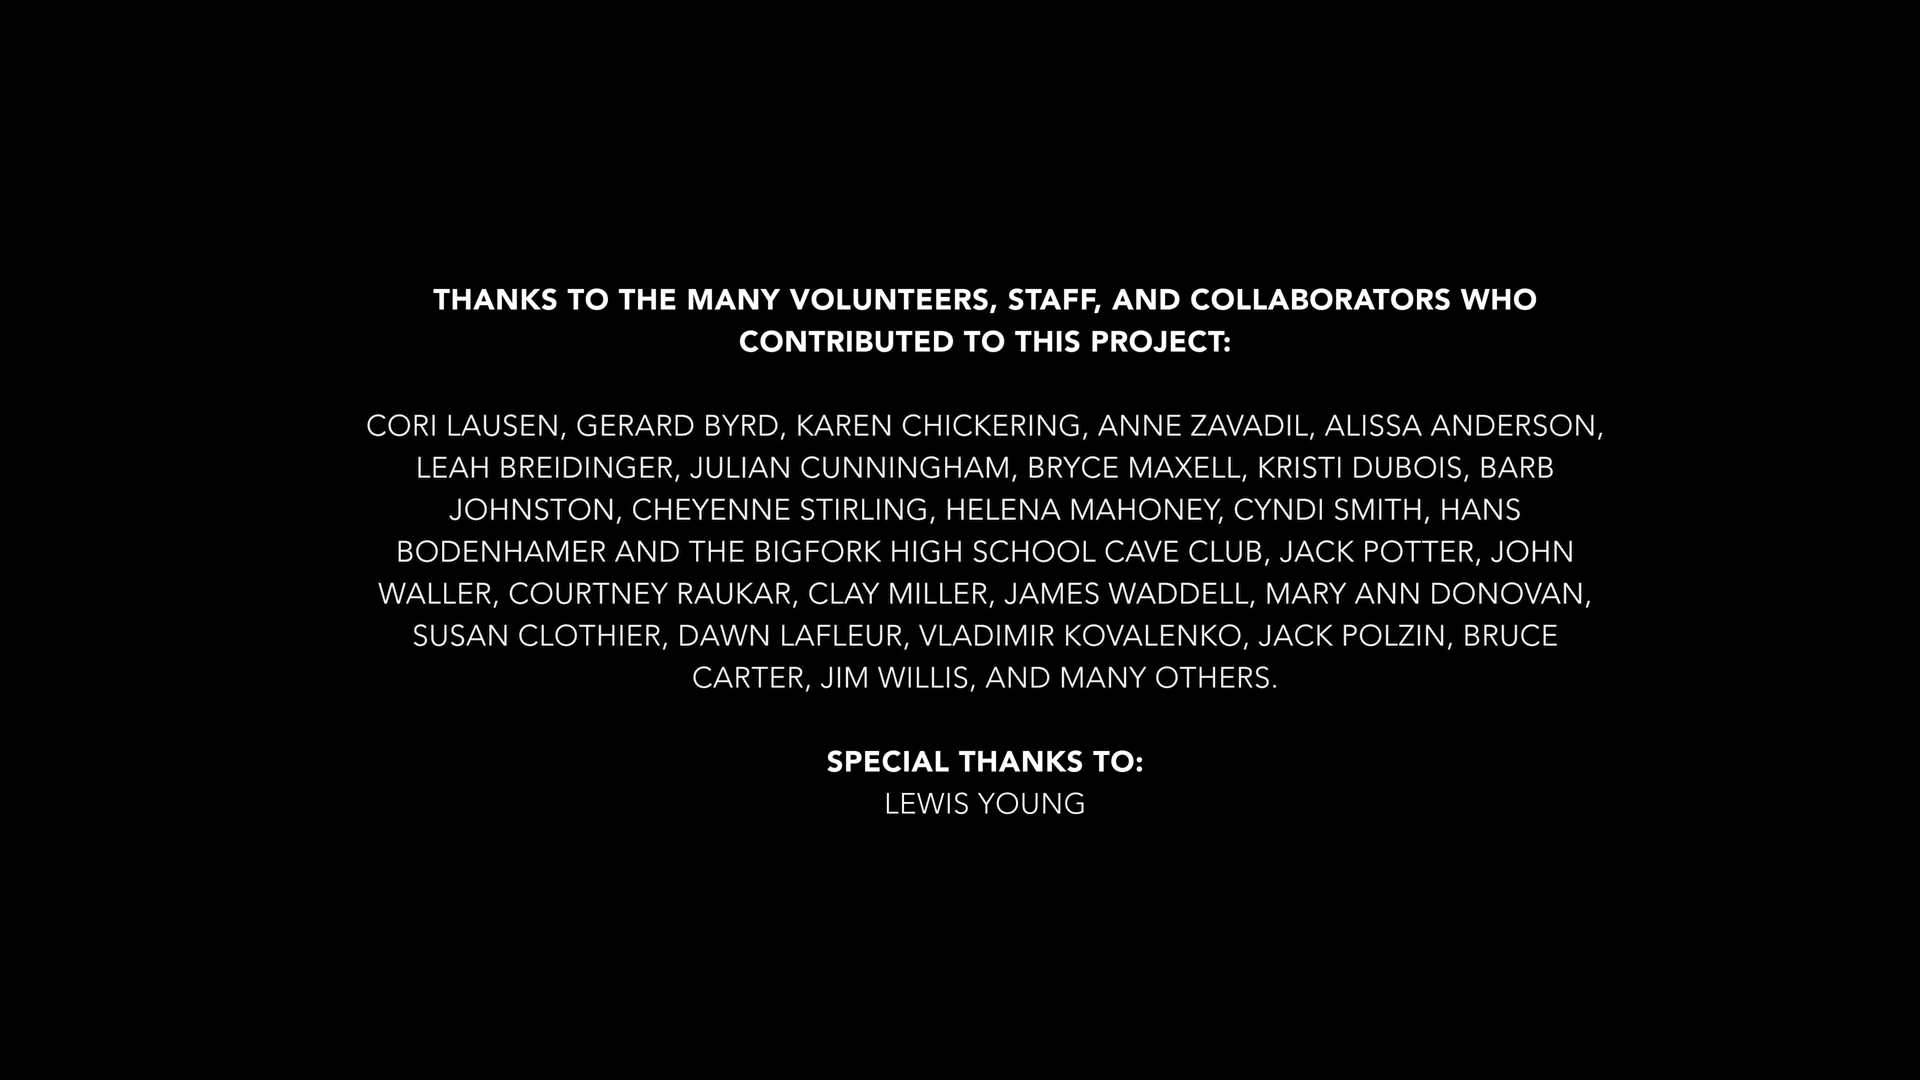 THANKS TO THE MANY VOLUNTEERS, STAFF, AND COLLABORATORS WHO
CONTRIBUTED TO THIS PROJECT:
CORI LAUSEN, GERARD BYRD, KAREN CHICKERING, ANNE ZAVADIL, ALISSA ANDERSON,
LEAH BREIDINGER, JULIAN CUNNINGHAM, BRYCE MAXELL, KRISTI DUBOIS, BARB
JOHNSTON, CHEYENNE STIRLING, HELENA MAHONEY, CYNDI SMITH, HANS
BODENHAMER AND THE BIGFORK HIGH SCHOOL CAVE CLUB, JACK POTTER, JOHN
WALLER, COURTNEY RAUKAR, CLAY MILLER, JAMES WADDELL, MARY ANN DONOVAN,
SUSAN CLOTHIER, DAWN LAFLEUR, VLADIMIR KOVALENKO, JACK POLZIN, BRUCE
CARTER, JIM WILLIS, AND MANY OTHERS.
SPECIAL THANKS TO:
LEWIS YOUNG